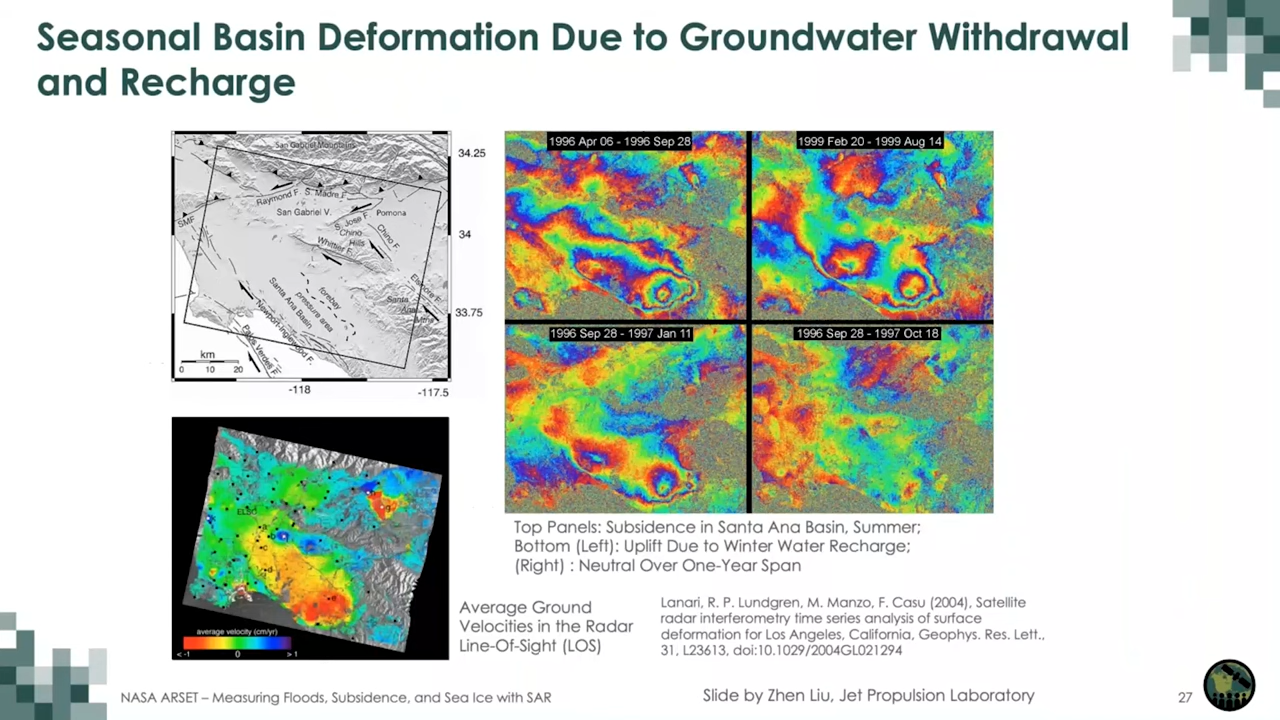 Seasonal Basin Deformation Due to Groundwater Withdrawal
and Recharge
San Gabriel Mountains
34.25
Raymond F.
S. Madre F.
San Gabriel V.
Pomona
SMF
S. Jose F.
Chino
Hills
Chino F.
34
Whittier F.
Elsinore F.
Santa
Ana
Mtns
forebay
pressure area
Santa Ana Basin
Newport-Inglewood F.
Palos Verdes F.
33.75
km
0 10 20
-118
-117.5
1996 Apr 06 - 1996 Sep 28
1999 Feb 20 - 1999 Aug 14
1996 Sep 28 - 1997 Jan 11
1996 Sep 28 - 1997 Oct 18
Top Panels: Subsidence in Santa Ana Basin, Summer;
Bottom (Left): Uplift Due to Winter Water Recharge;
(Right) : Neutral Over One-Year Span
average velocity (cm/yr)
< -1 0 > 1
Average Ground
Velocities in the Radar
Line-Of-Sight (LOS)
Lanari, R. P. Lundgren, M. Manzo, F. Casu (2004), Satellite
radar interferometry time series analysis of surface
deformation for Los Angeles, California, Geophys. Res. Lett.,
31, L23613, doi:10.1029/2004GL021294
NASA ARSET – Measuring Floods, Subsidence, and Sea Ice with SAR
Slide by Zhen Liu, Jet Propulsion Laboratory
27